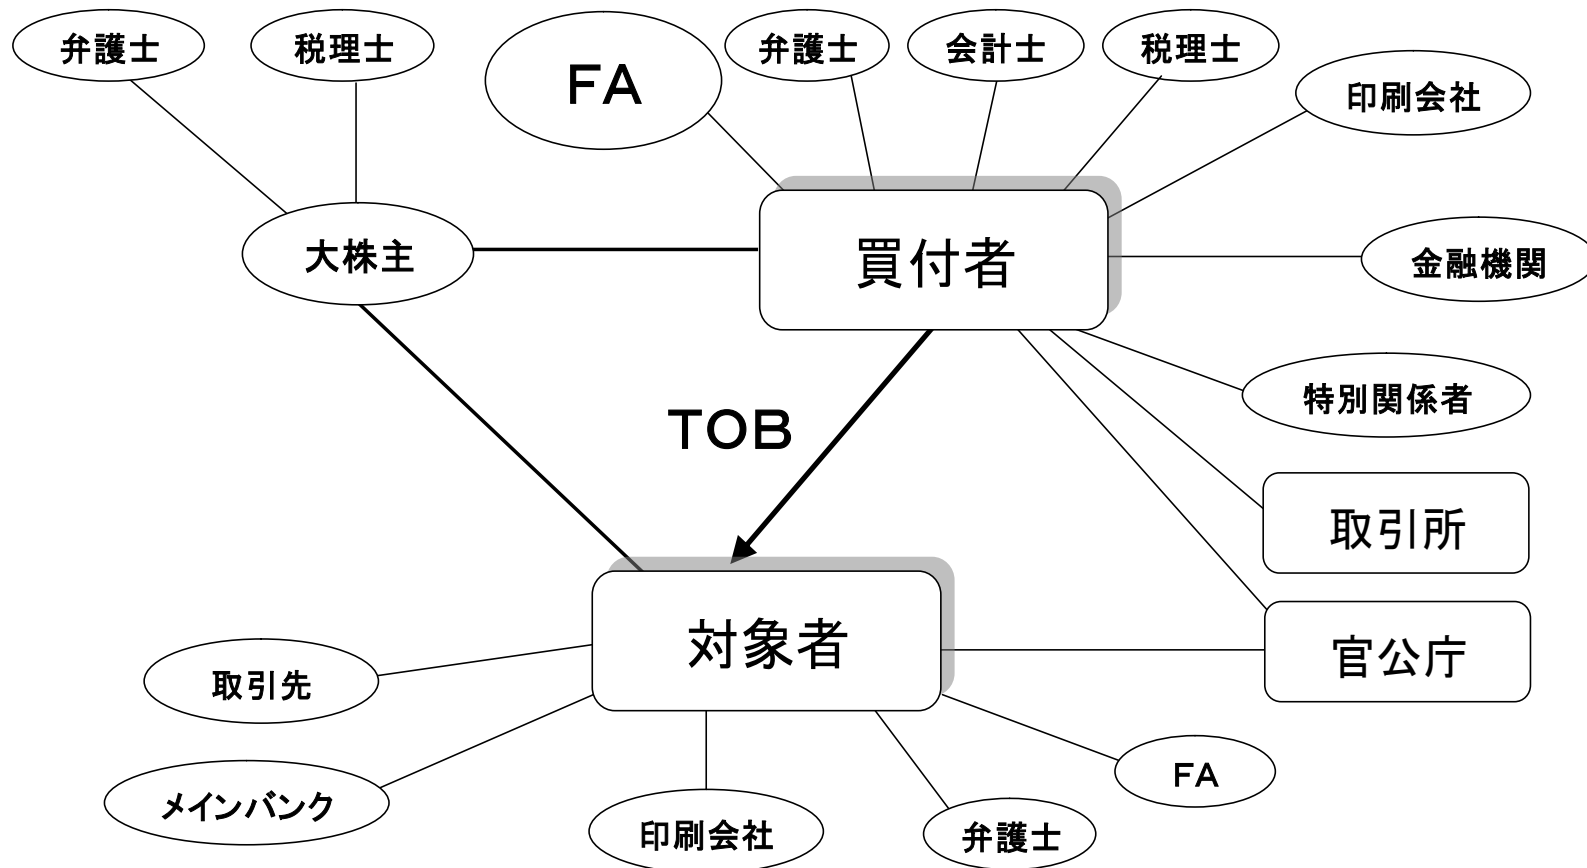 弁護士
税理士
FA
弁護士
会計士
税理士
印刷会社
大株主
買付者
金融機関
特別関係者
TOB
取引所
対象者
官公庁
取引先
メインバンク
印刷会社
弁護士
FA